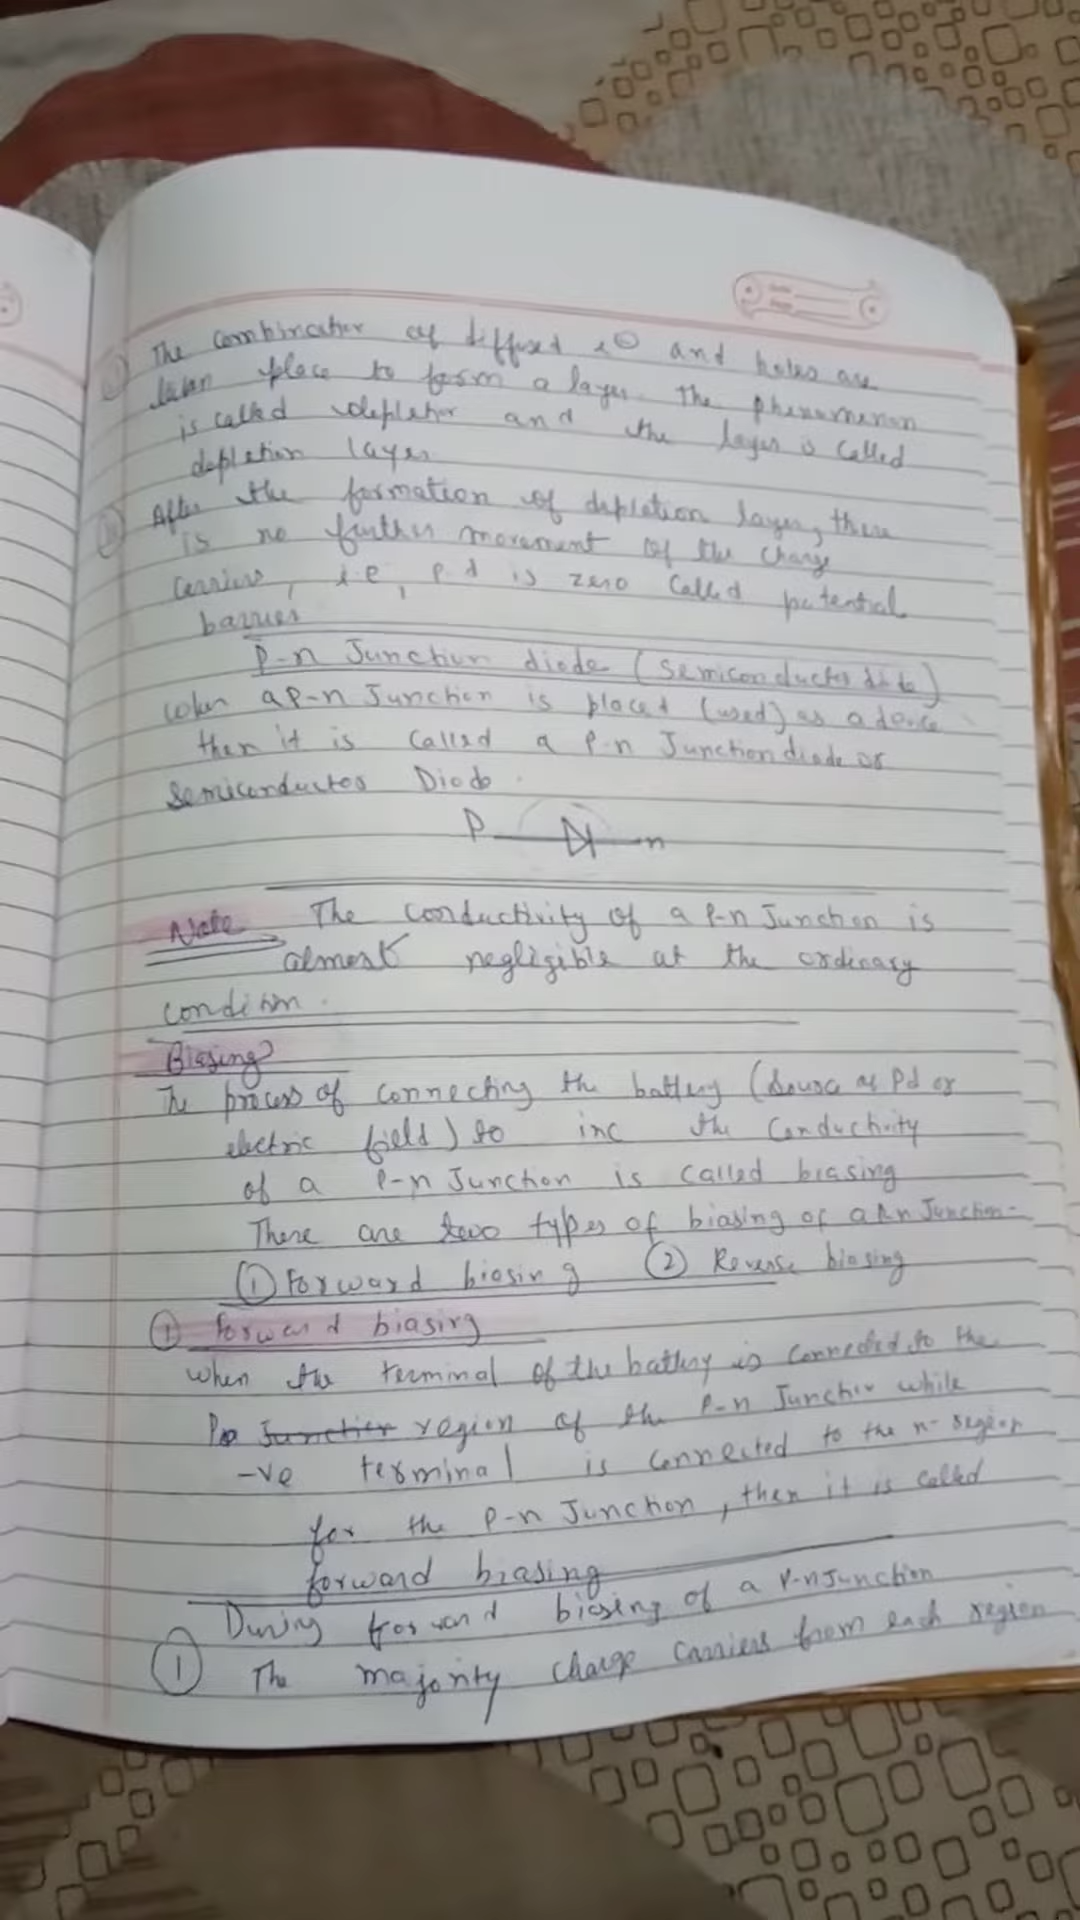 The combination of diffused e⊖ and holes are
taken place to form a layer. The phenomenon
is called depletion and the layer is called
depletion layer
After the formation of depletion layer, there
is no further movement of the charge
carriers, i.e, p.d is zero called potential
barrier
P-n Junction diode (semiconductor diode)
when a p-n Junction is placed (used) as a device
then it is called a P-n Junction diode or
Semiconductor Diode.
P n
Note The conductivity of a P-n Junction is
almost negligible at the ordinary
condition.
Biasing
The process of connecting the battery (source of Pd or
electric field) to inc the conductivity
of a P-n Junction is called biasing
There are two types of biasing of a P-n Junction-
① Forward biasing ② Reverse biasing
① Forward biasing
when the terminal of the battery is connected to the
P Junction region of the P-n Junction while
-ve terminal is connected to the n-region
for the p-n Junction, then it is called
forward biasing
During forward biasing of a P-n Junction
① The majority charge carriers from each region